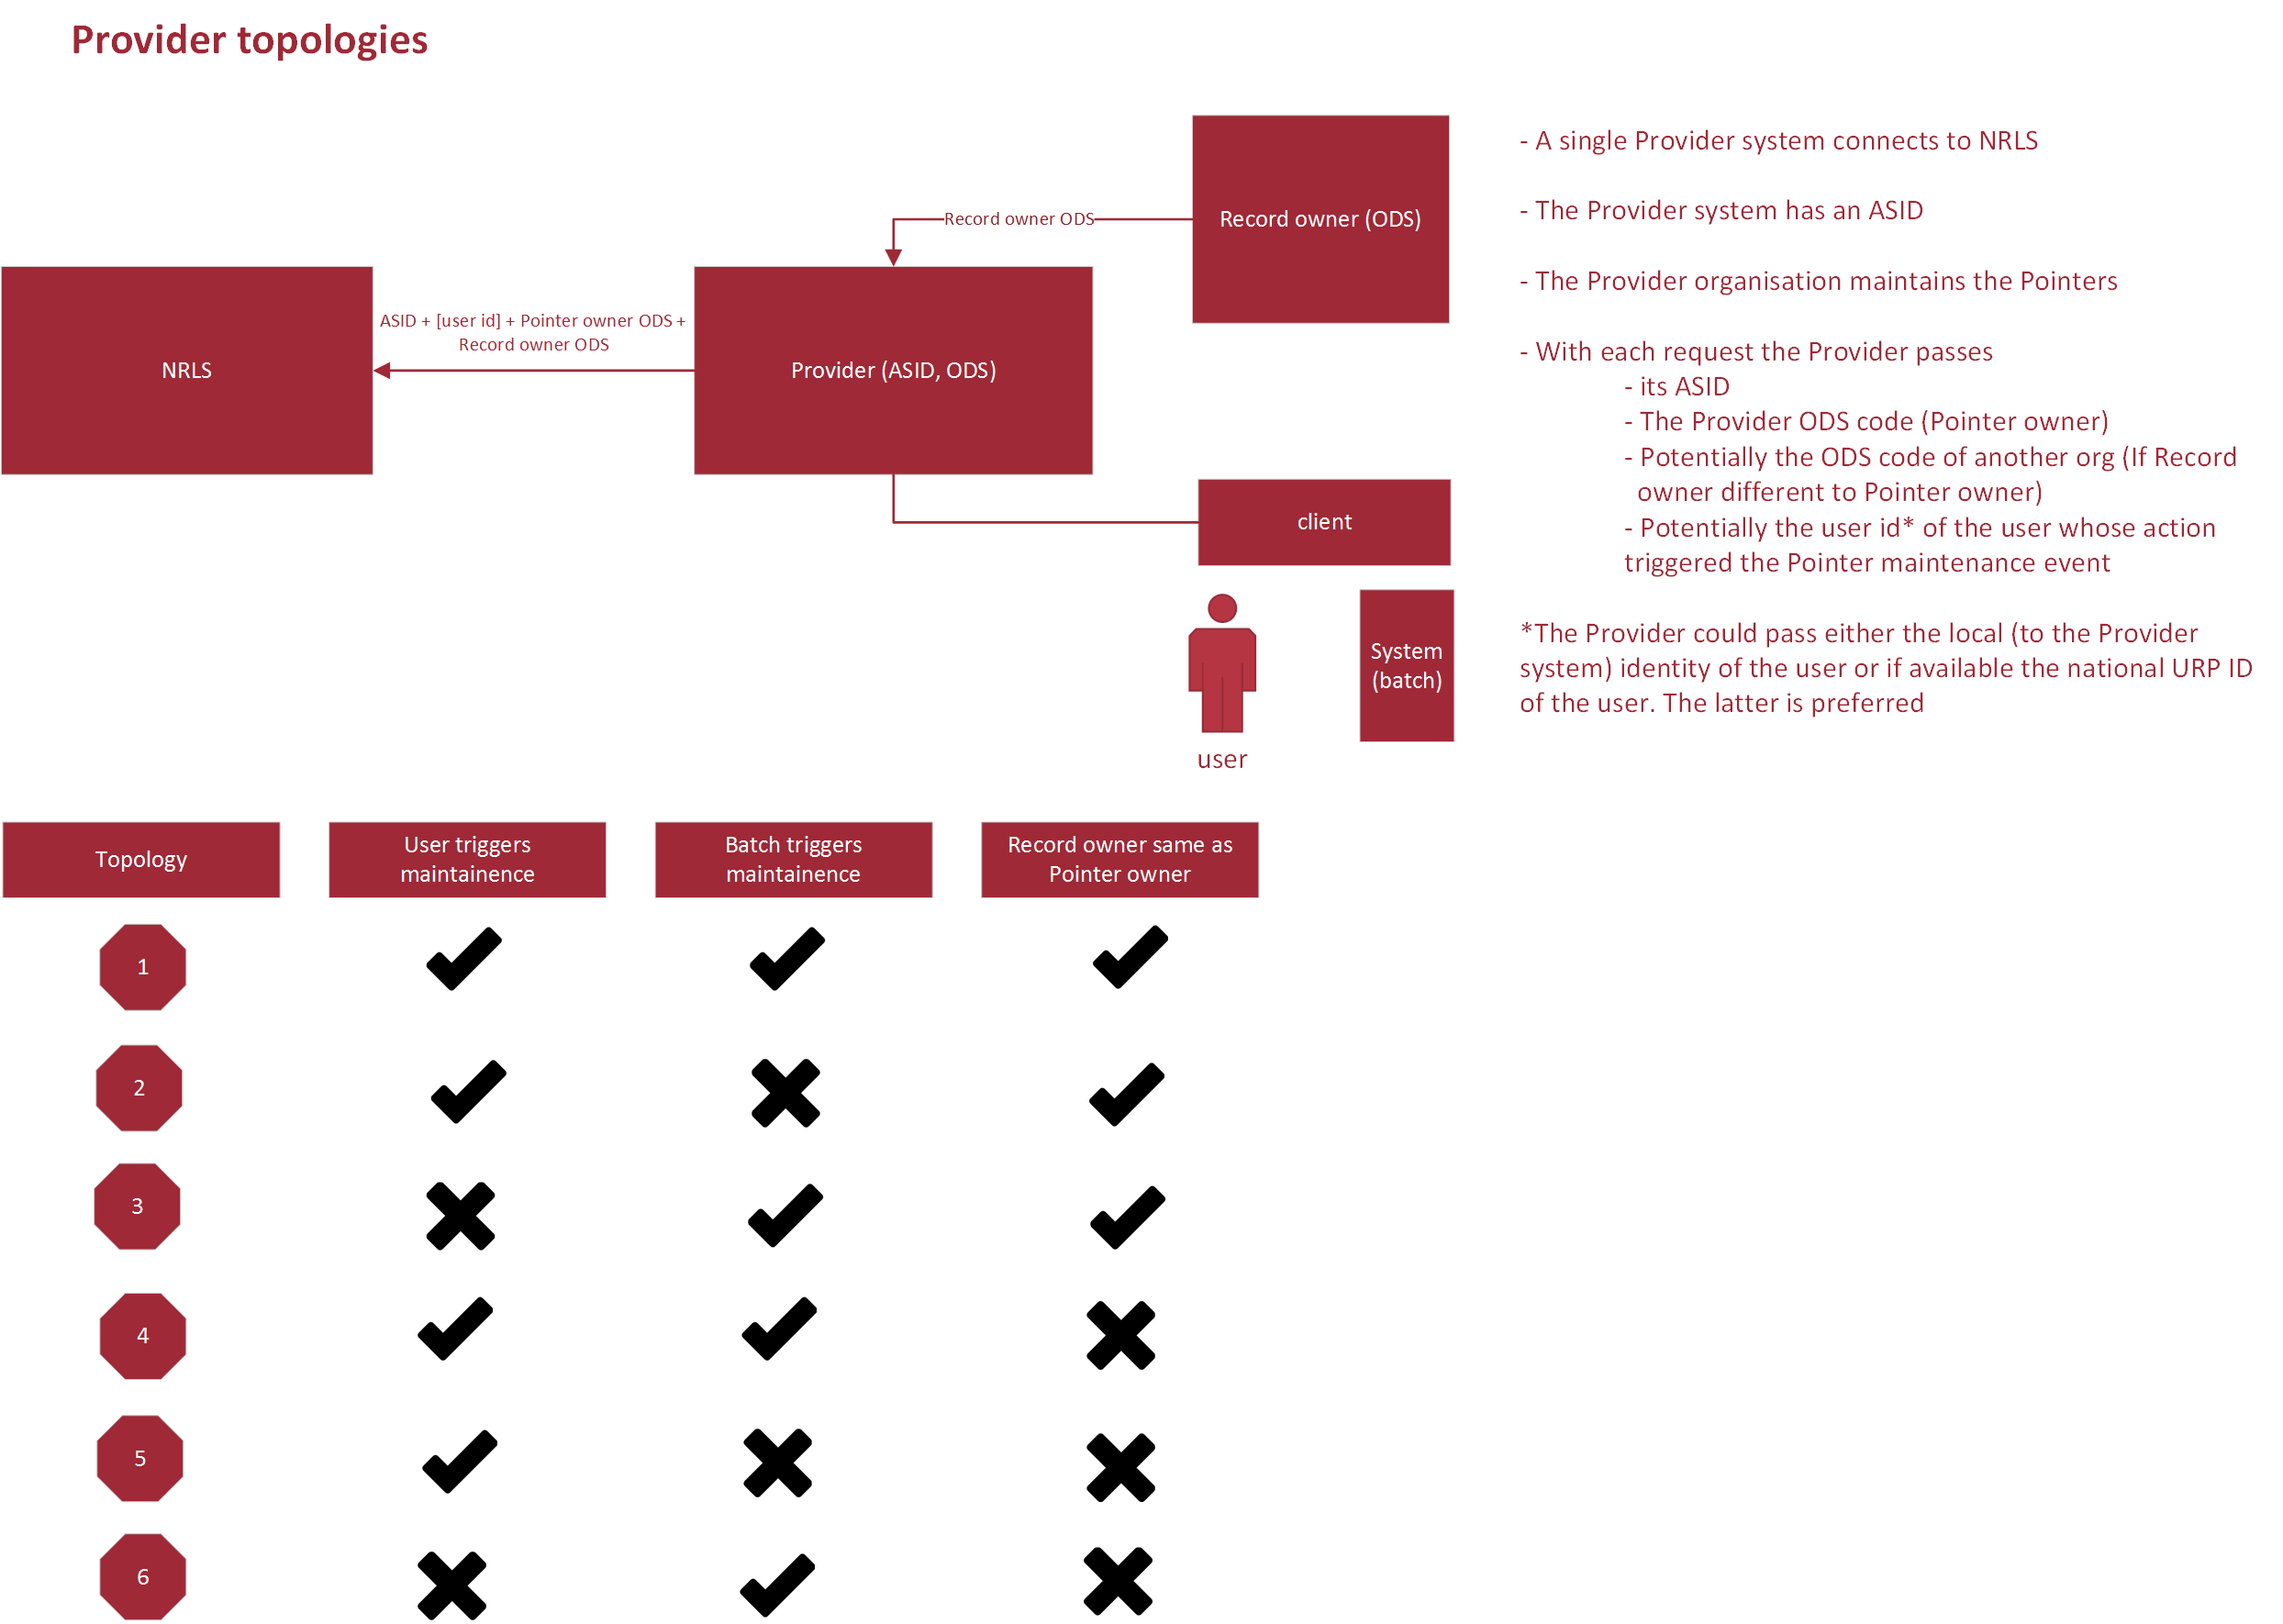 Provider topologies
Record owner (ODS)
Record owner ODS
NRLS
ASID + [user id] + Pointer owner ODS +
Record owner ODS
Provider (ASID, ODS)
client
System
(batch)
user
- A single Provider system connects to NRLS
- The Provider system has an ASID
- The Provider organisation maintains the Pointers
- With each request the Provider passes
- its ASID
- The Provider ODS code (Pointer owner)
- Potentially the ODS code of another org (If Record
owner different to Pointer owner)
- Potentially the user id* of the user whose action
triggered the Pointer maintenance event
*The Provider could pass either the local (to the Provider
system) identity of the user or if available the national URP ID
of the user. The latter is preferred
Topology
User triggers
maintainence
Batch triggers
maintainence
Record owner same as
Pointer owner
1
2
3
4
5
6